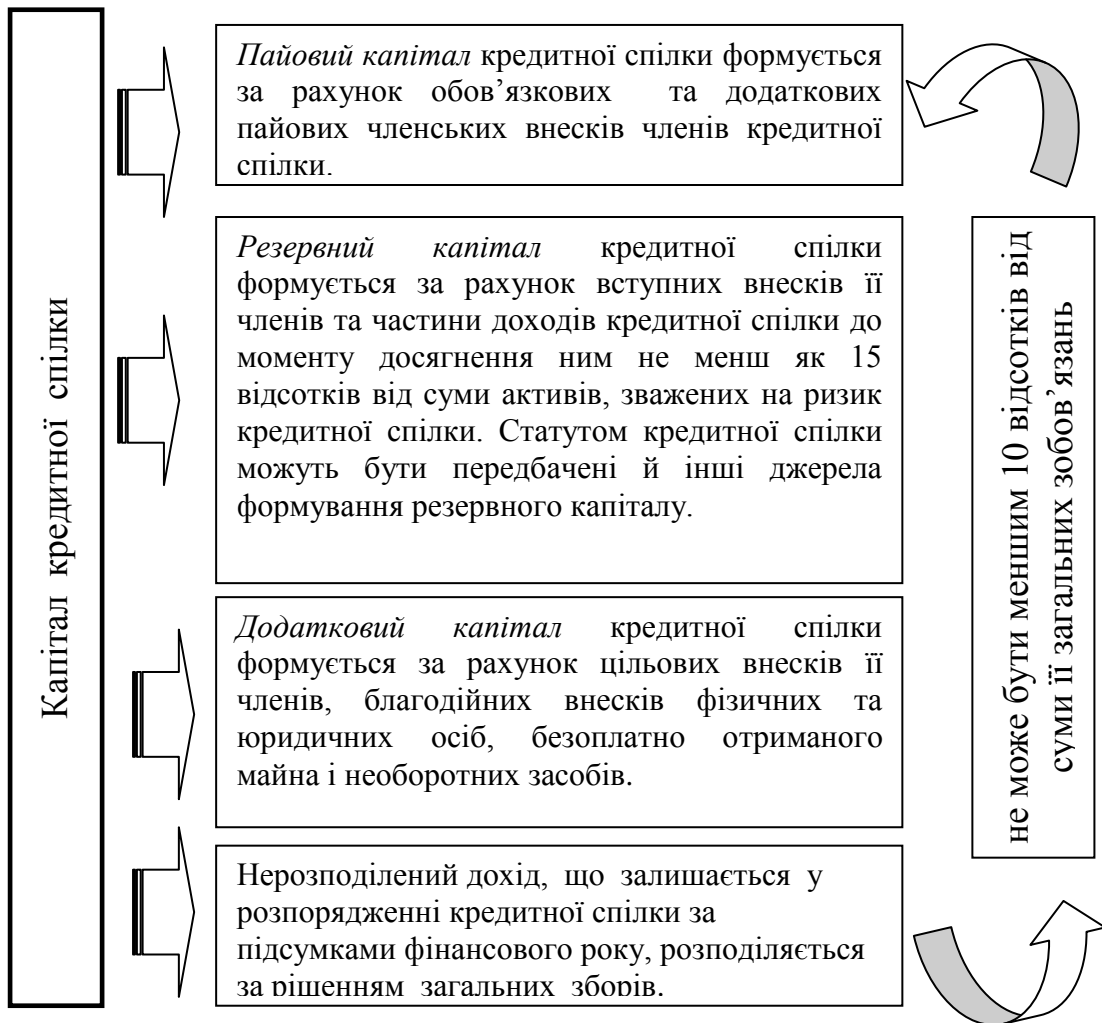 Капітал кредитної спілки
Пайовий капітал кредитної спілки формується
за рахунок обов’язкових та додаткових
пайових членських внесків членів кредитної
спілки.
Резервний капітал кредитної спілки
формується за рахунок вступних внесків її
членів та частини доходів кредитної спілки до
моменту досягнення ним не менш як 15
відсотків від суми активів, зважених на ризик
кредитної спілки. Статутом кредитної спілки
можуть бути передбачені й інші джерела
формування резервного капіталу.
Додатковий капітал кредитної спілки
формується за рахунок цільових внесків її
членів, благодійних внесків фізичних та
юридичних осіб, безоплатно отриманого
майна і необоротних засобів.
Нерозподілений дохід, що залишається у
розпорядженні кредитної спілки за
підсумками фінансового року, розподіляється
за рішенням загальних зборів.
не може бути меншим 10 відсотків від
суми її загальних зобов’язань